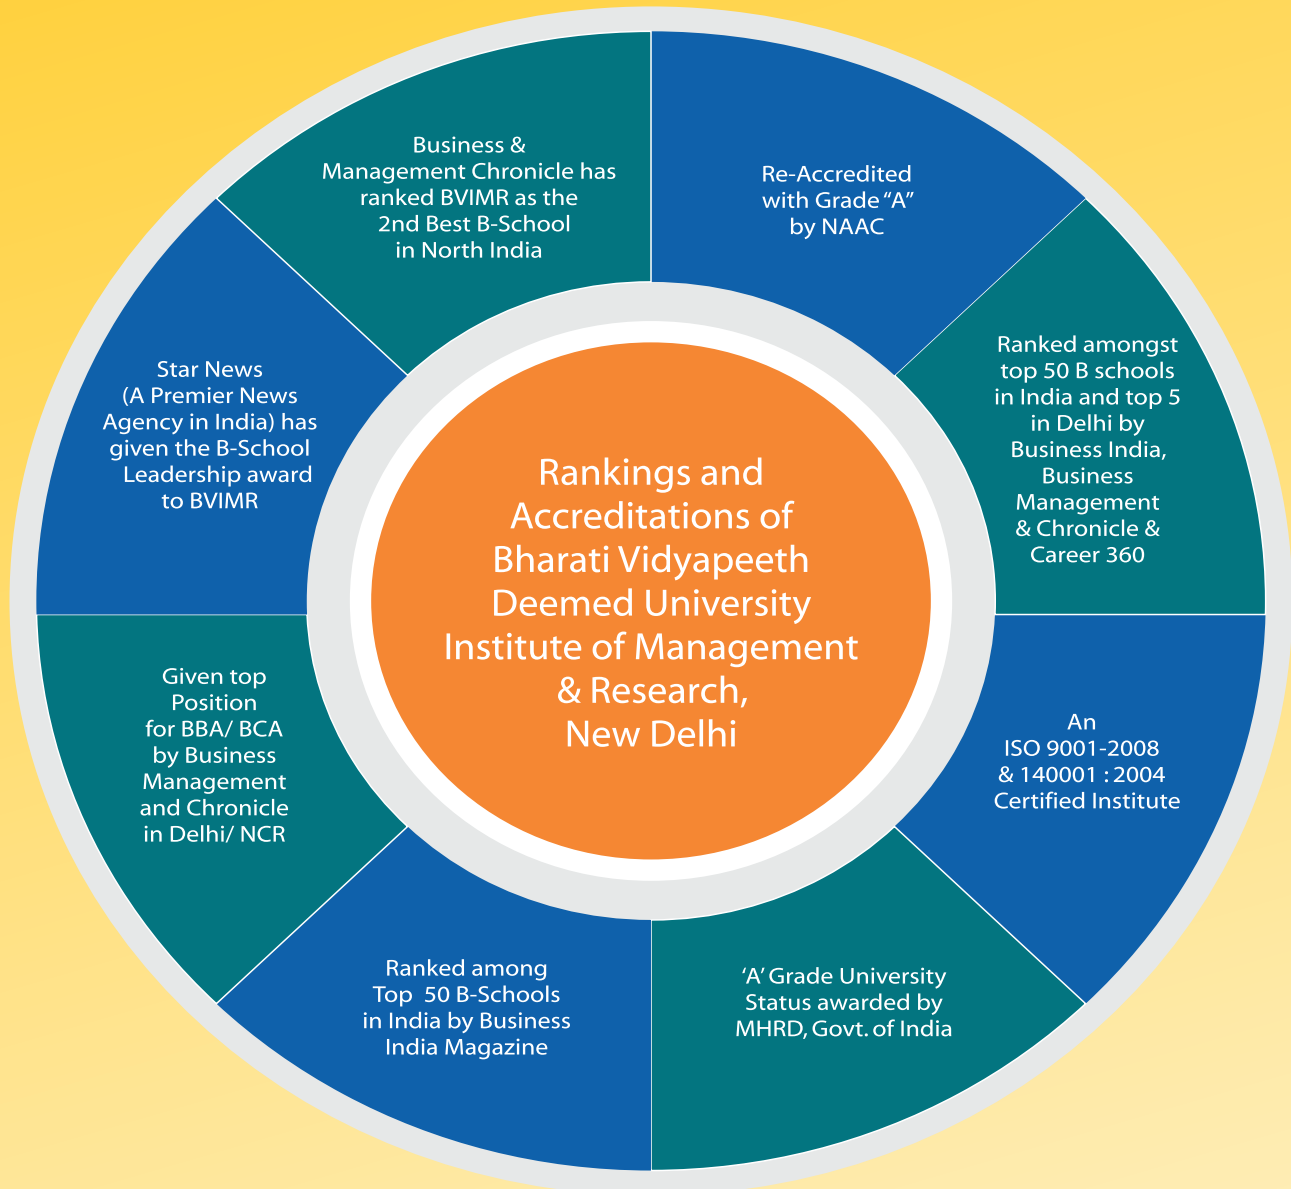 Business &
Management Chronicle has
ranked BVIMR as the
2nd Best B-School
in North India
Re-Accredited
with Grade “A”
by NAAC
Star News
(A Premier News
Agency in India) has
given the B-School
Leadership award
to BVIMR
Ranked amongst
top 50 B schools
in India and top 5
in Delhi by
Business India,
Business
Management
& Chronicle &
Career 360
Rankings and
Accreditations of
Bharati Vidyapeeth
Deemed University
Institute of Management
& Research,
New Delhi
Given top
Position
for BBA/ BCA
by Business
Management
and Chronicle
in Delhi/ NCR
An
ISO 9001-2008
& 140001 : 2004
Certified Institute
Ranked among
Top 50 B-Schools
in India by Business
India Magazine
‘A’ Grade University
Status awarded by
MHRD, Govt. of India